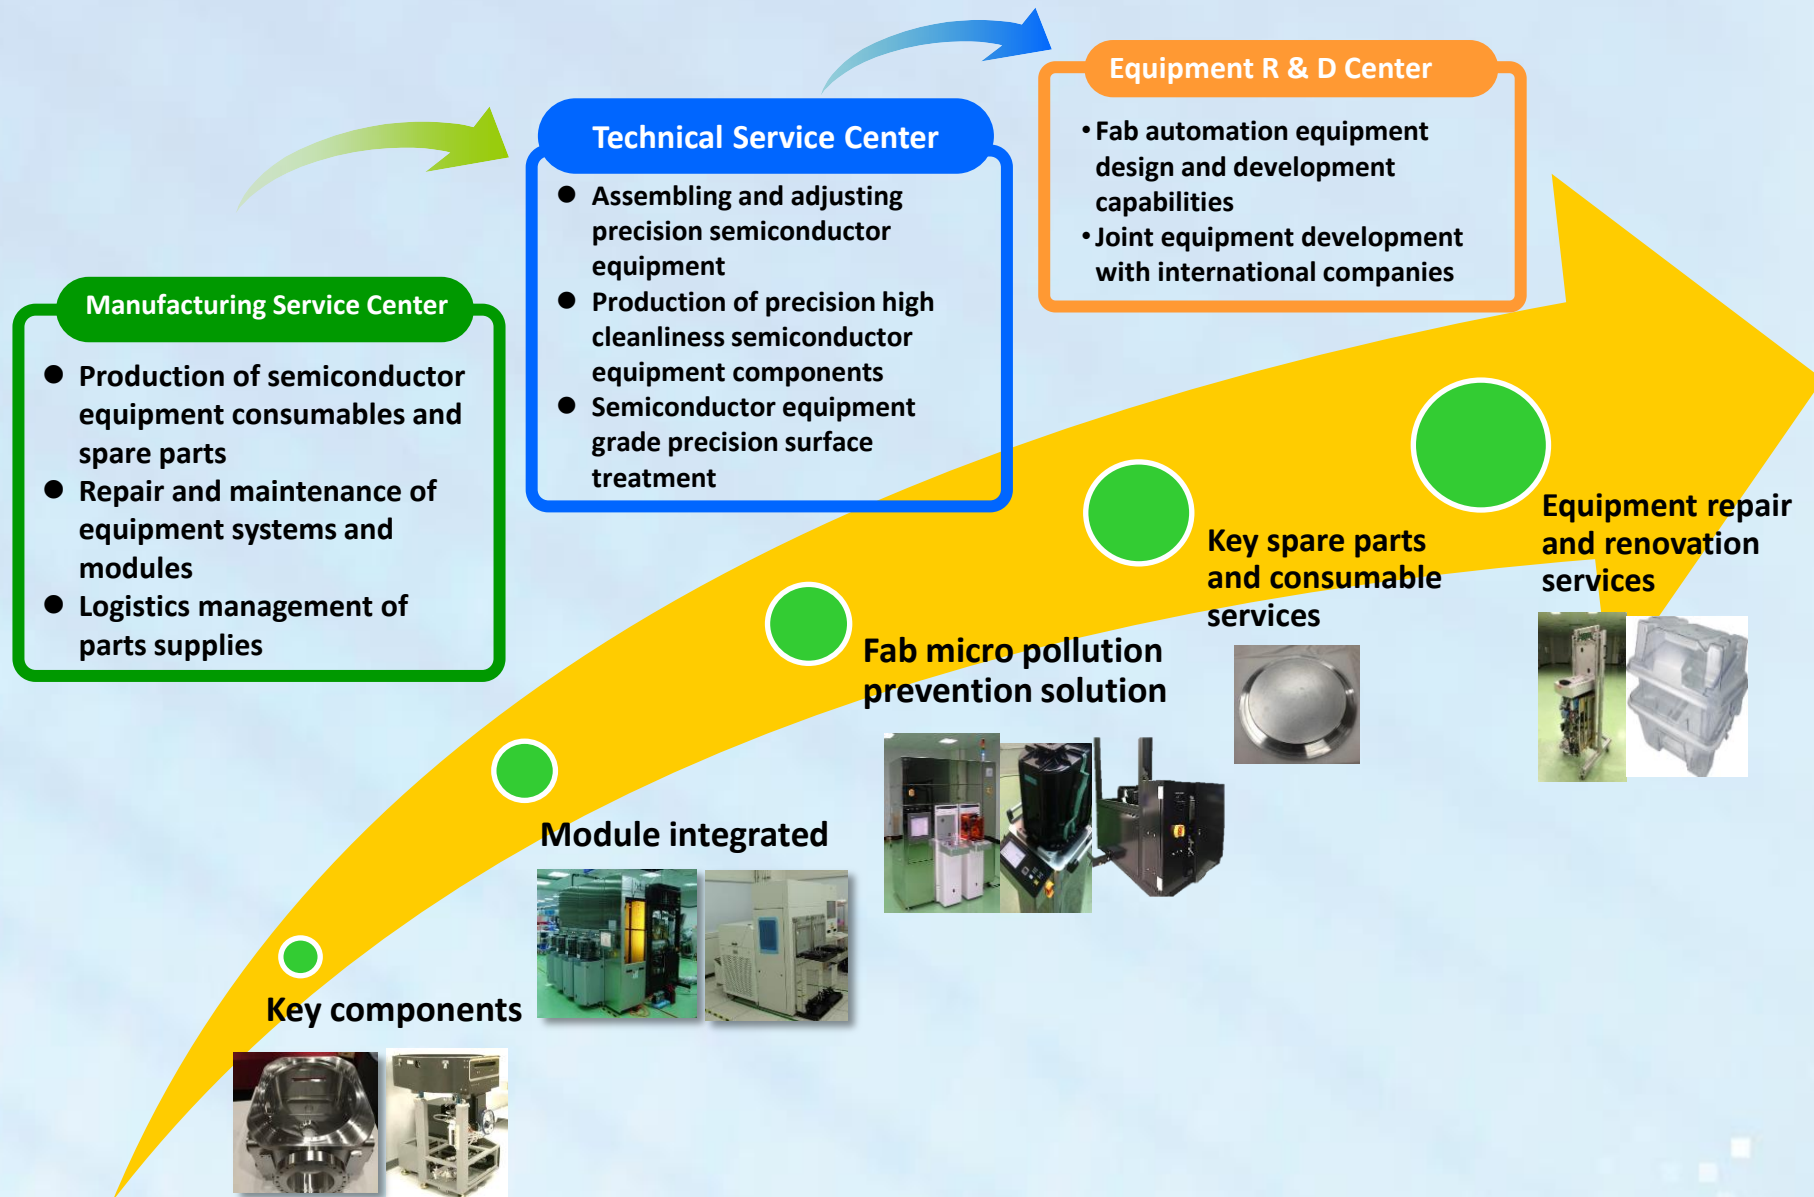 Equipment R & D Center
• Fab automation equipment
design and development
capabilities
• Joint equipment development
with international companies
Technical Service Center
● Assembling and adjusting
precision semiconductor
equipment
● Production of precision high
cleanliness semiconductor
equipment components
● Semiconductor equipment
grade precision surface
treatment
Manufacturing Service Center
● Production of semiconductor
equipment consumables and
spare parts
● Repair and maintenance of
equipment systems and
modules
● Logistics management of
parts supplies
Equipment repair
and renovation
services
Key spare parts
and consumable
services
Fab micro pollution
prevention solution
Module integrated
Key components